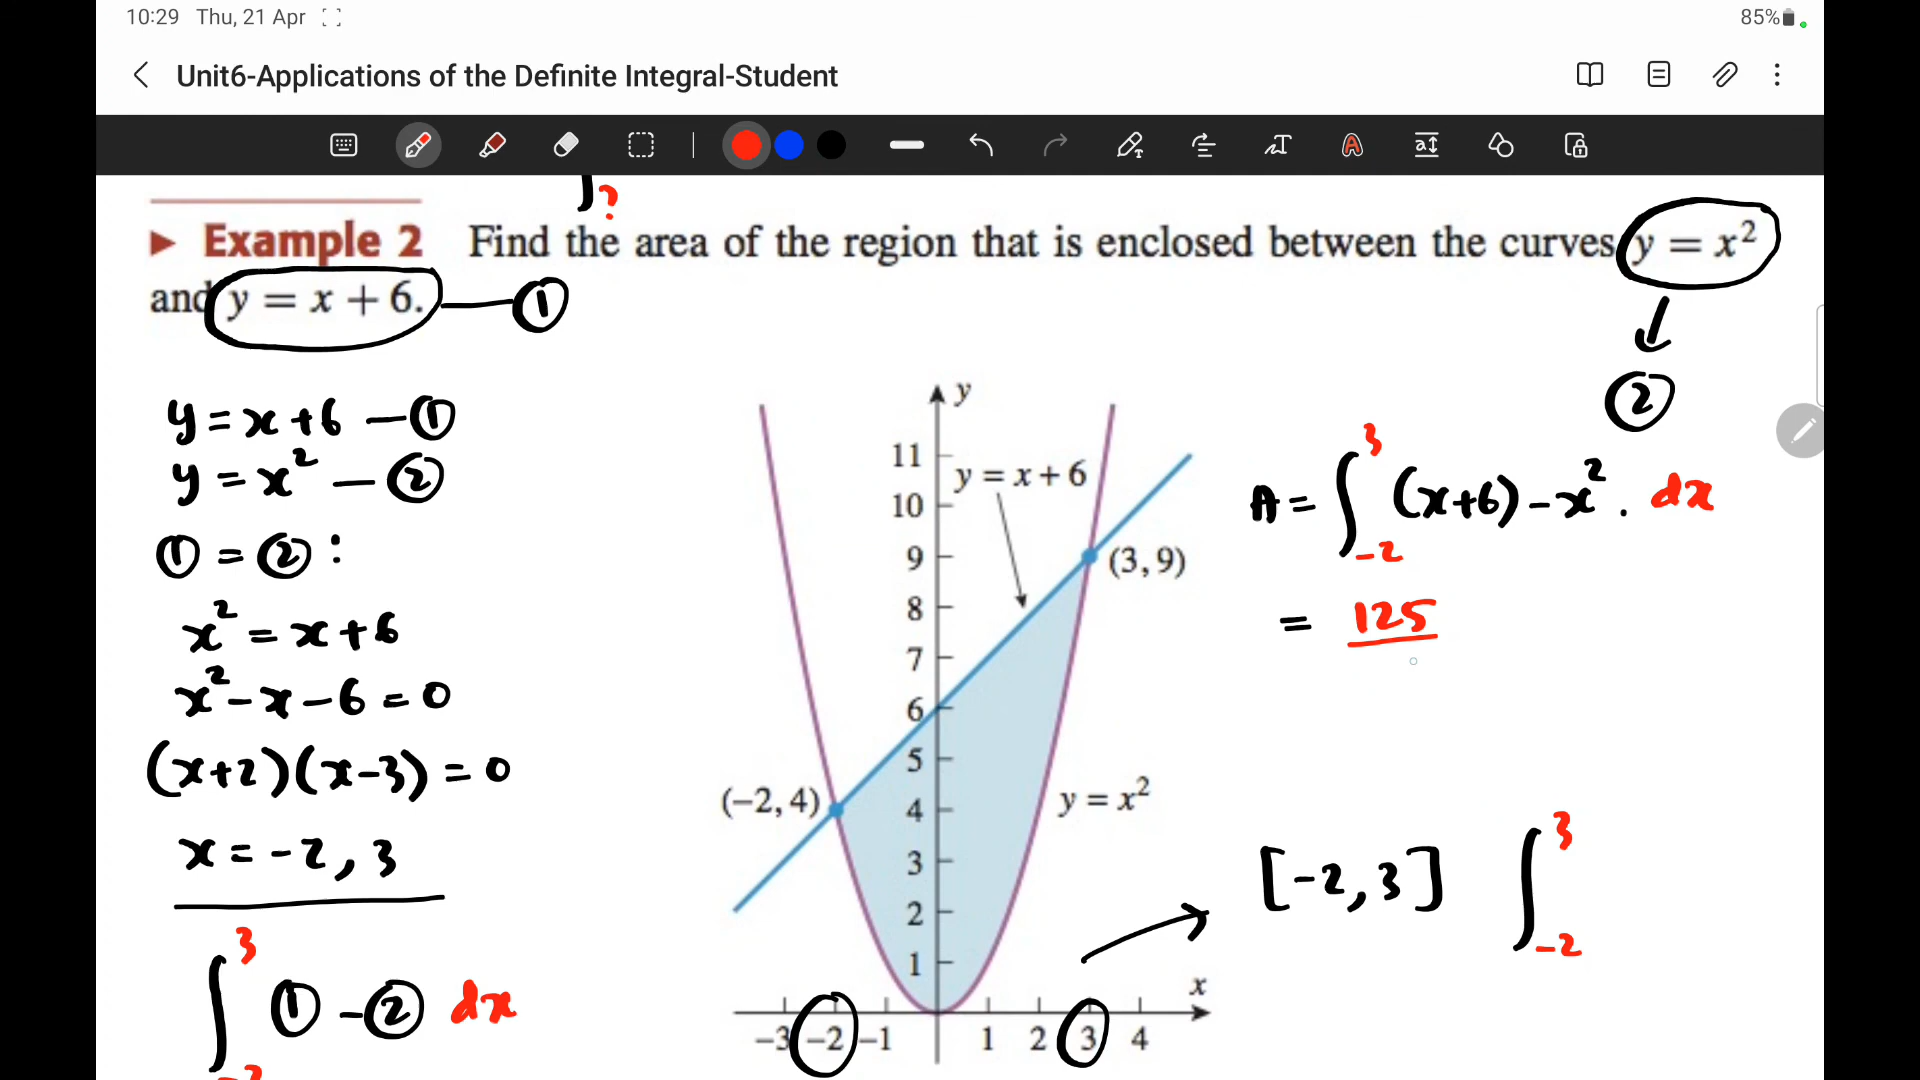 10:29 Thu, 21 Apr
85%
Unit6-Applications of the Definite Integral-Student
?
► Example 2 Find the area of the region that is enclosed between the curves y = x²
and y = x + 6. — ①
②
y = x + 6 — ①
y = x² — ②
① = ② :
x² = x + 6
x² - x - 6 = 0
(x+2)(x-3) = 0
x = -2, 3
∫ 3 -2 ① - ② dx
y
11
10
9
8
7
6
5
4
3
2
1
y = x + 6
(3, 9)
(−2, 4)
y = x²
x
−3 −2 −1 1 2 3 4
A = ∫ 3 -2 (x+6) - x² . dx
= 125
[-2, 3] ∫ 3 -2